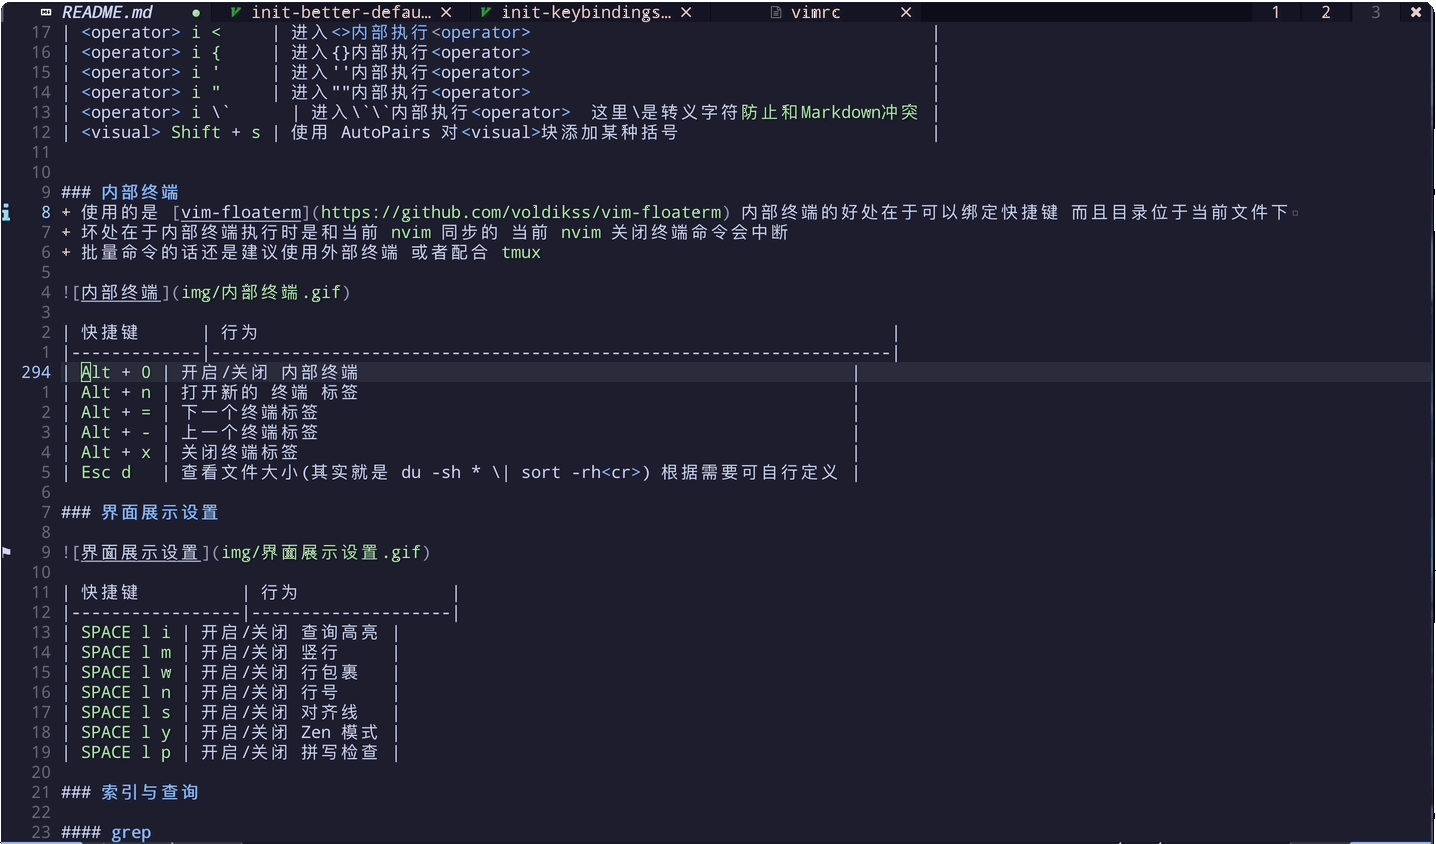 README.md ● init-better-defau… ✕ init-keybindings… ✕ vimrc ✕ 1 2 3 ✖
17 | <operator> i < | 进入<>内部执行<operator> |
16 | <operator> i { | 进入{}内部执行<operator> |
15 | <operator> i ' | 进入''内部执行<operator> |
14 | <operator> i " | 进入""内部执行<operator> |
13 | <operator> i \` | 进入\`\`内部执行<operator> 这里\是转义字符防止和Markdown冲突 |
12 | <visual> Shift + s | 使用 AutoPairs 对<visual>块添加某种括号 |
11
10
9 ### 内部终端
8 + 使用的是 [vim-floaterm](https://github.com/voldikss/vim-floaterm) 内部终端的好处在于可以绑定快捷键 而且目录位于当前文件下
7 + 坏处在于内部终端执行时是和当前 nvim 同步的 当前 nvim 关闭终端命令会中断
6 + 批量命令的话还是建议使用外部终端 或者配合 tmux
5
4 ![内部终端](img/内部终端.gif)
3
2 | 快捷键 | 行为 |
1 |-------------|--------------------------------------------------------------------|
294 | Alt + 0 | 开启/关闭 内部终端 |
1 | Alt + n | 打开新的 终端 标签 |
2 | Alt + = | 下一个终端标签 |
3 | Alt + - | 上一个终端标签 |
4 | Alt + x | 关闭终端标签 |
5 | Esc d | 查看文件大小(其实就是 du -sh * \| sort -rh<cr>) 根据需要可自行定义 |
6
7 ### 界面展示设置
8
9 ![界面展示设置](img/界面展示设置.gif)
10
11 | 快捷键 | 行为 |
12 |-----------------|--------------------|
13 | SPACE l i | 开启/关闭 查询高亮 |
14 | SPACE l m | 开启/关闭 竖行 |
15 | SPACE l w | 开启/关闭 行包裹 |
16 | SPACE l n | 开启/关闭 行号 |
17 | SPACE l s | 开启/关闭 对齐线 |
18 | SPACE l y | 开启/关闭 Zen 模式 |
19 | SPACE l p | 开启/关闭 拼写检查 |
20
21 ### 索引与查询
22
23 #### grep